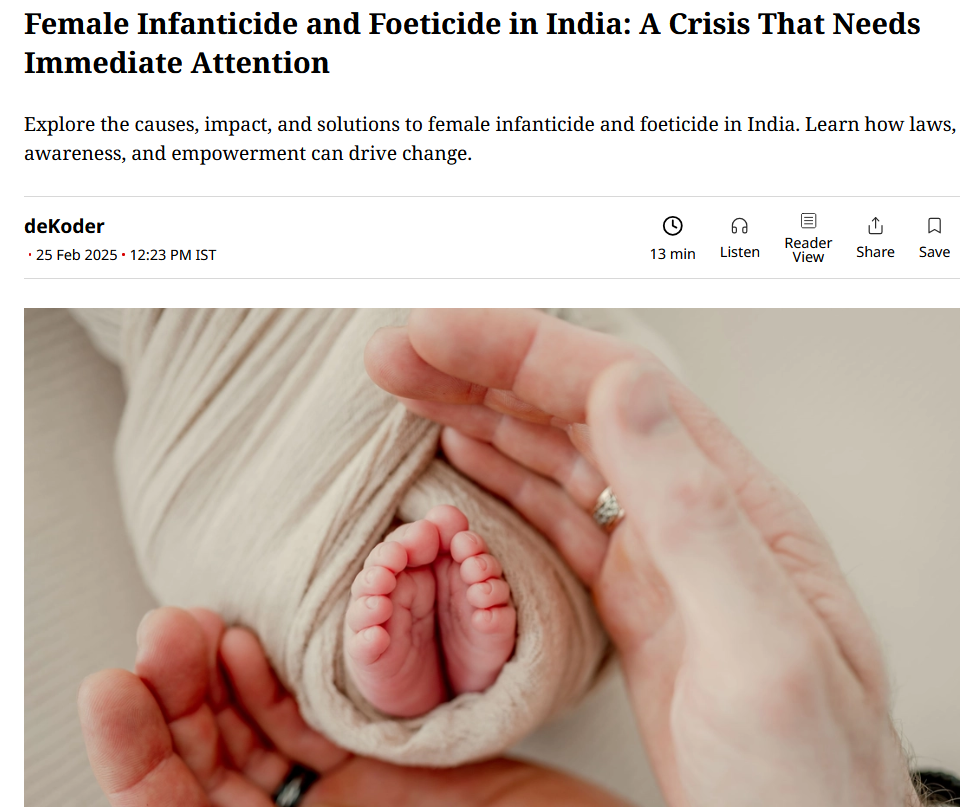 Female Infanticide and Foeticide in India: A Crisis That Needs
Immediate Attention
Explore the causes, impact, and solutions to female infanticide and foeticide in India. Learn how laws,
awareness, and empowerment can drive change.
deKoder
· 25 Feb 2025 · 12:23 PM IST
13 min
Listen
Reader
View
Share
Save